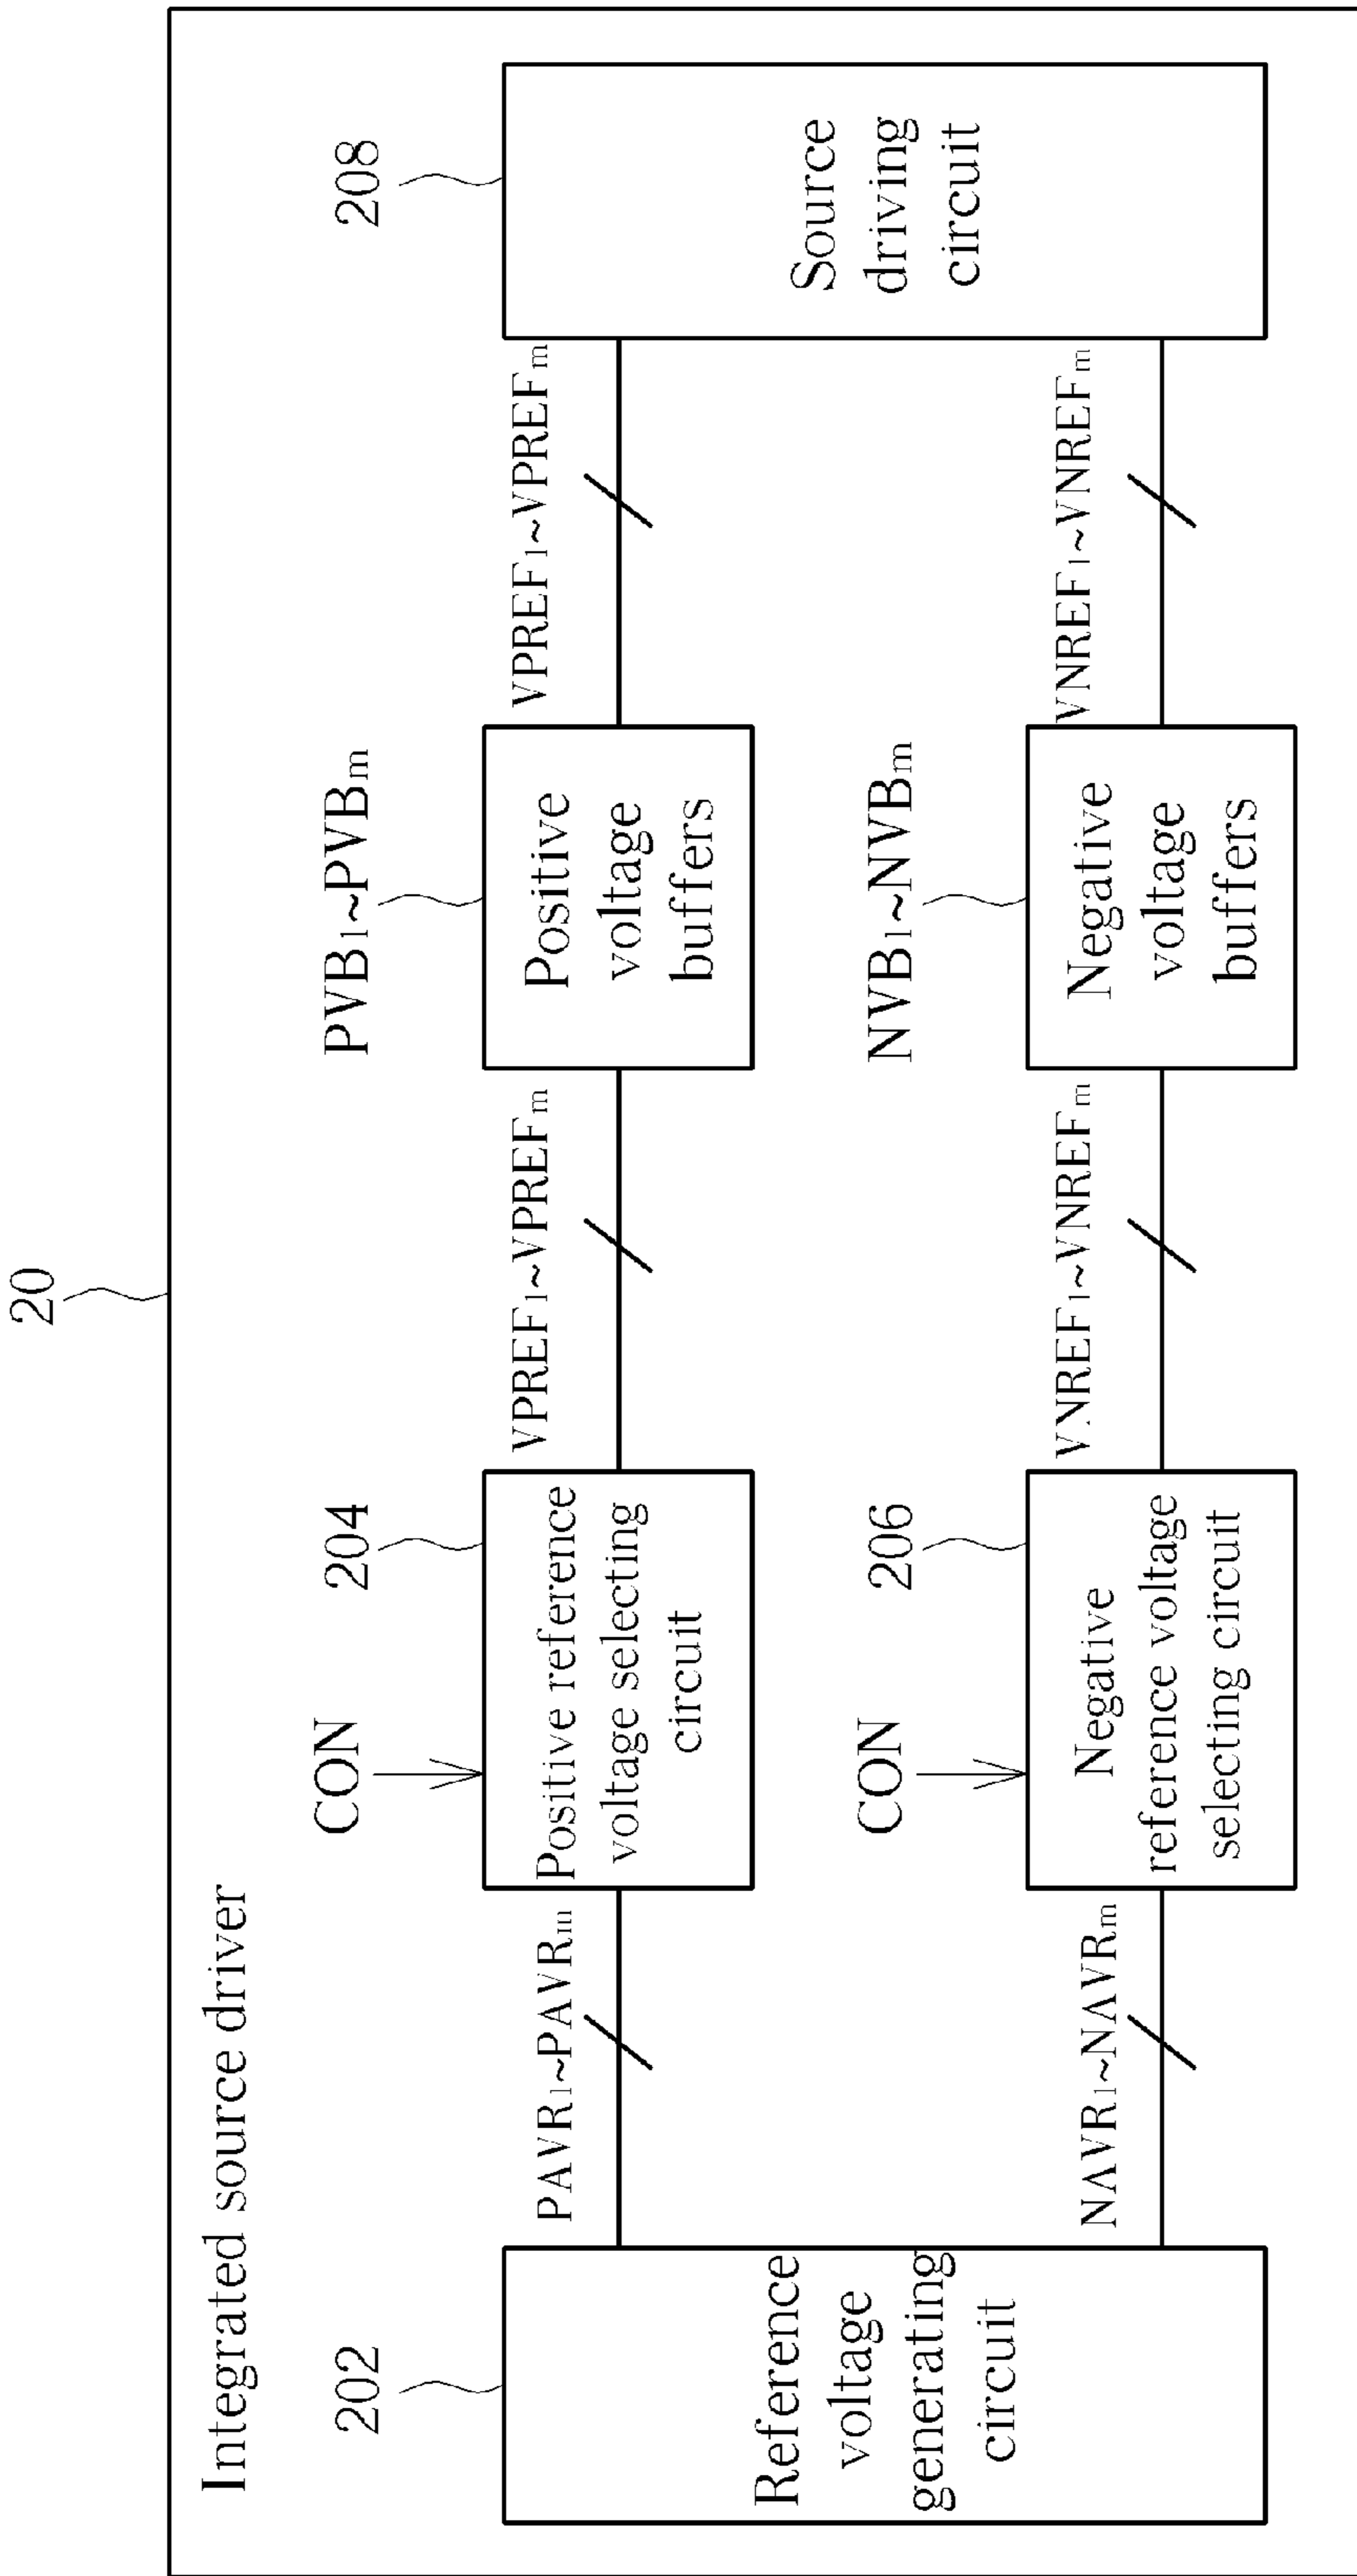 20
Integrated source driver
202
Reference
voltage
generating
circuit
PAVR₁~PAVRₘ
CON
204
Positive reference
voltage selecting
circuit
VPREF₁~VPREFₘ
PVB₁~PVBₘ
Positive
voltage
buffers
VPREF₁~VPREFₘ
208
Source
driving
circuit
NAVR₁~NAVRₘ
CON
206
Negative
reference voltage
selecting circuit
VNREF₁~VNREFₘ
NVB₁~NVBₘ
Negative
voltage
buffers
VNREF₁~VNREFₘ